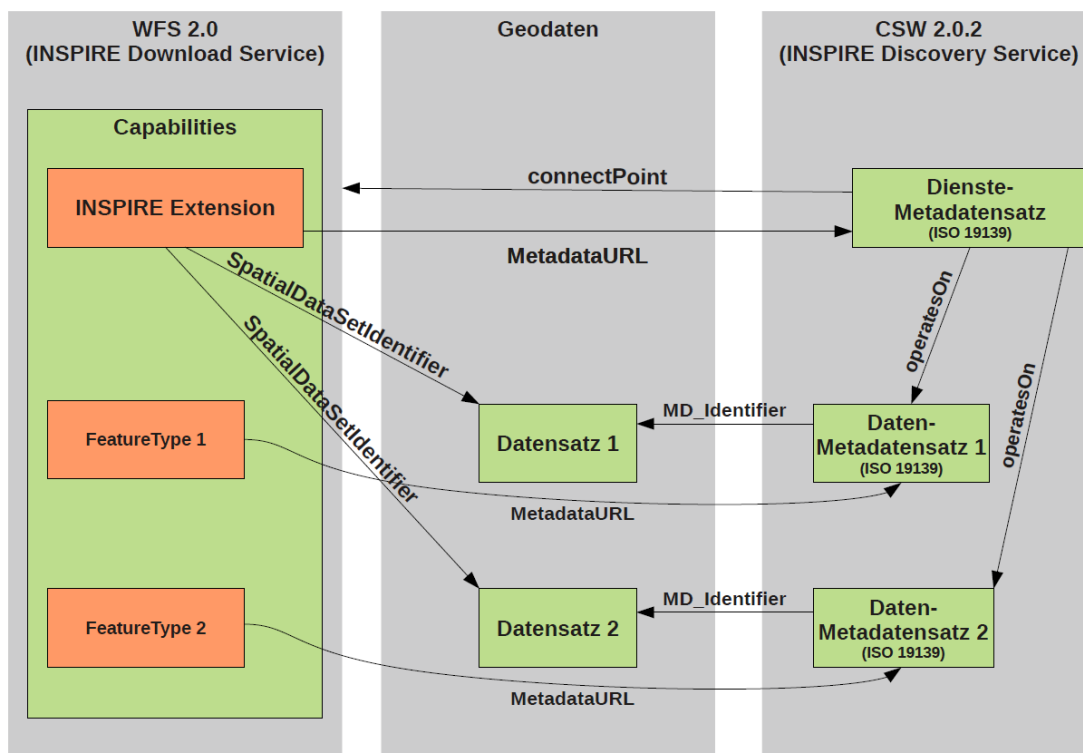 WFS 2.0
(INSPIRE Download Service)
Geodaten
CSW 2.0.2
(INSPIRE Discovery Service)
Capabilities
INSPIRE Extension
connectPoint
Dienste-
Metadatensatz
(ISO 19139)
MetadataURL
SpatialDataSetIdentifier
SpatialDataSetIdentifier
operatesOn
operatesOn
FeatureType 1
Datensatz 1
MD_Identifier
Daten-
Metadatensatz 1
(ISO 19139)
MetadataURL
FeatureType 2
Datensatz 2
MD_Identifier
Daten-
Metadatensatz 2
(ISO 19139)
MetadataURL